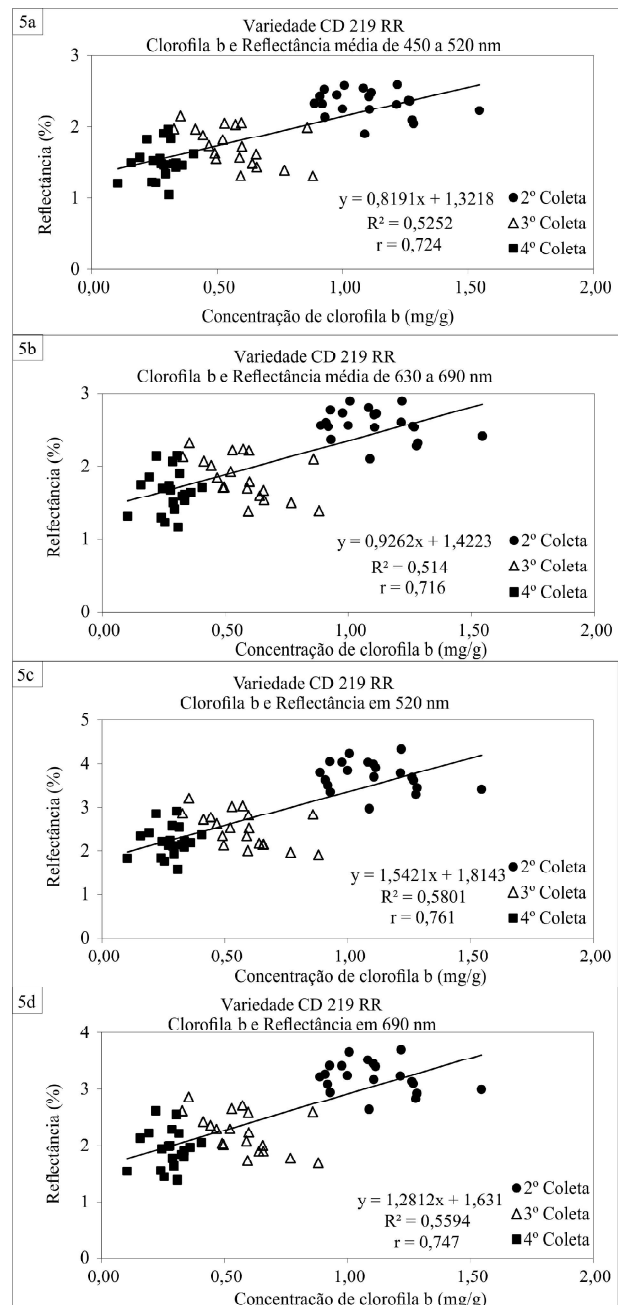 5a
Variedade CD 219 RR
Clorofila b e Reflectância média de 450 a 520 nm
3
2
1
0
Reflectância (%)
y = 0,8191x + 1,3218
R² = 0,5252
r = 0,724
2º Coleta
3º Coleta
4º Coleta
0,00 0,50 1,00 1,50 2,00
Concentração de clorofila b (mg/g)
5b
Variedade CD 219 RR
Clorofila b e Reflectância média de 630 a 690 nm
3
2
1
0
Relfectância (%)
y = 0,9262x + 1,4223
R² = 0,514
r = 0,716
2º Coleta
3º Coleta
4º Coleta
0,00 0,50 1,00 1,50 2,00
Concentração de clorofila b (mg/g)
5c
Variedade CD 219 RR
Clorofila b e Reflectância em 520 nm
5
4
3
2
1
0
Relfectância (%)
y = 1,5421x + 1,8143
R² = 0,5801
r = 0,761
2º Coleta
3º Coleta
4º Coleta
0,00 0,50 1,00 1,50 2,00
Concentração de clorofila b (mg/g)
5d
Variedade CD 219 RR
Clorofila b e Reflectância em 690 nm
4
3
2
1
0
Reflectância (%)
y = 1,2812x + 1,631
R² = 0,5594
r = 0,747
2º Coleta
3º Coleta
4º Coleta
0,00 0,50 1,00 1,50 2,00
Concentração de clorofila b (mg/g)